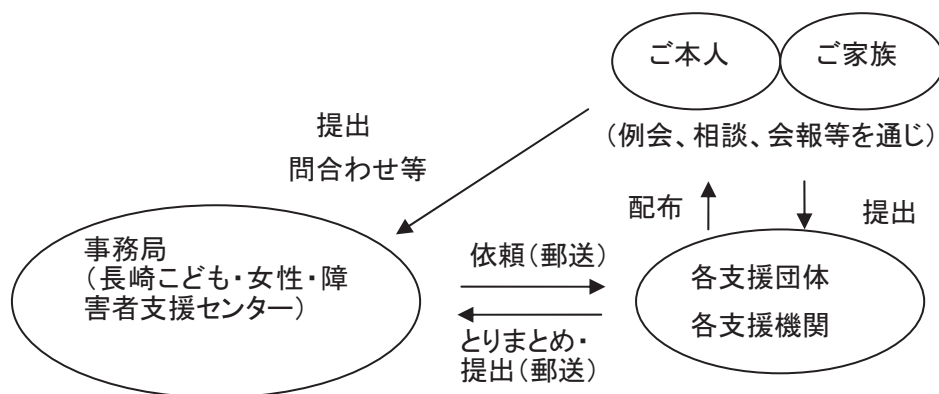 ご本人
ご家族
（例会、相談、会報等を通じ）
提出
問合わせ等
配布
提出
事務局
（長崎こども・女性・障
害者支援センター）
依頼（郵送）
とりまとめ・
提出（郵送）
各支援団体
各支援機関